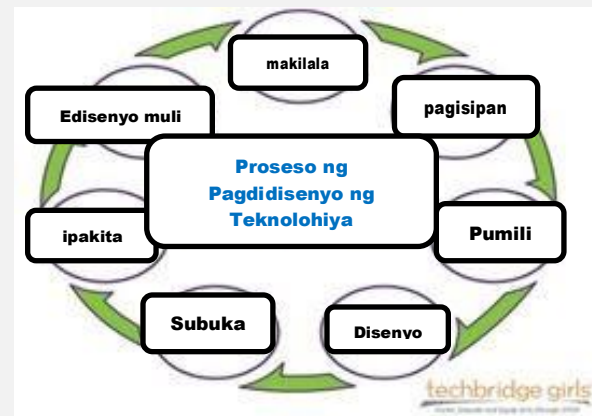 makilala
pagisipan
Pumili
Disenyo
Subuka
ipakita
Edisenyo muli
Proseso ng
Pagdidisenyo ng
Teknolohiya
techbridge girls